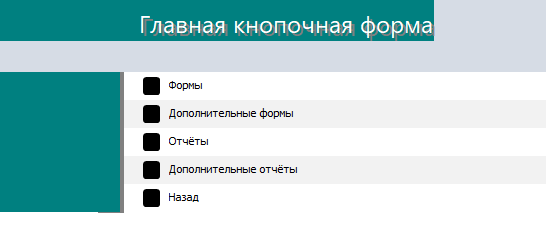 Главная кнопочная форма
Формы
Дополнительные формы
Отчёты
Дополнительные отчёты
Назад